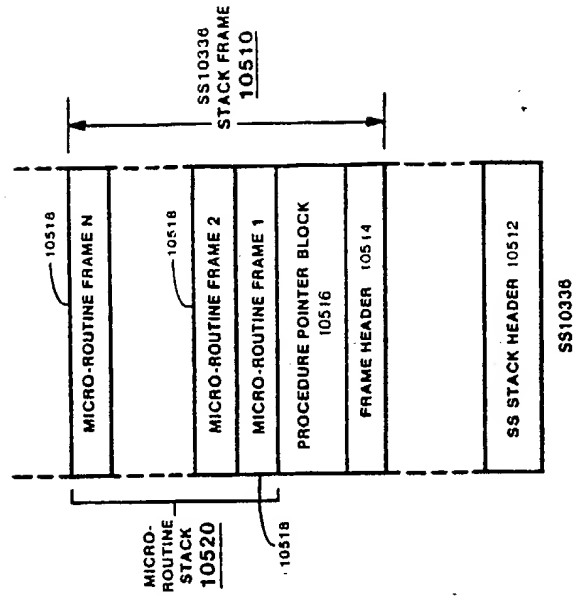 10518
MICRO-ROUTINE FRAME N
SS10336
STACK FRAME
10510
MICRO-
ROUTINE
STACK
10520
10518
MICRO-ROUTINE FRAME 2
MICRO-ROUTINE FRAME 1
10518
PROCEDURE POINTER BLOCK
10516
FRAME HEADER 10514
SS STACK HEADER 10512
SS10336